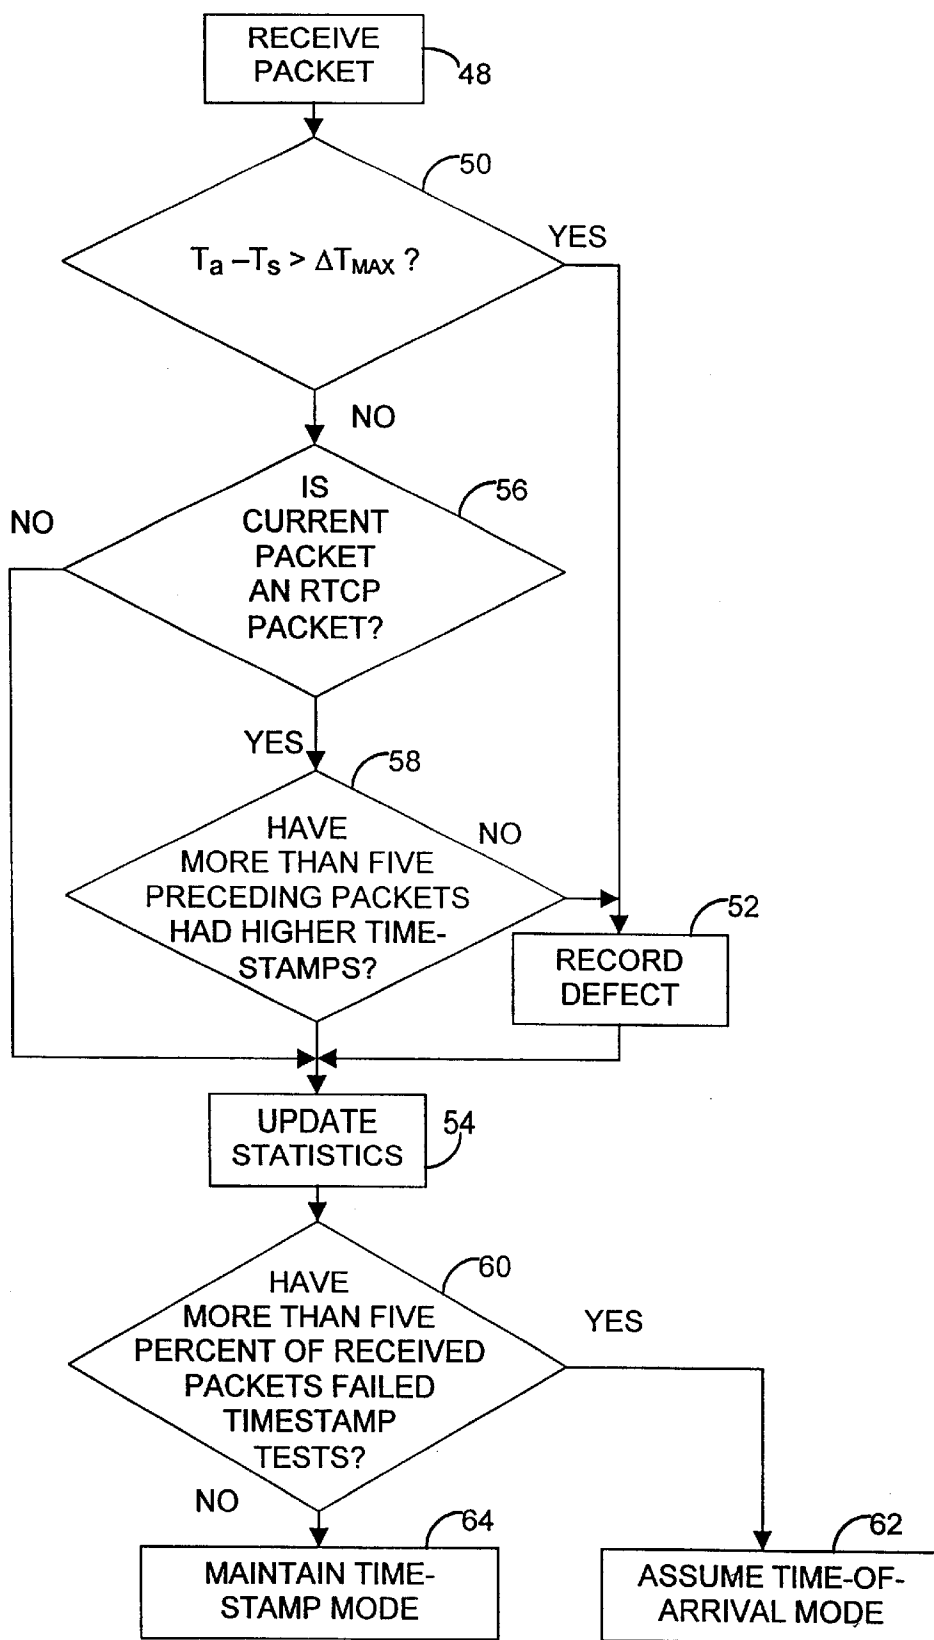 RECEIVE
PACKET
48
50
YES
Ta –Ts > ΔTMAX ?
NO
IS
CURRENT
PACKET
AN RTCP
PACKET?
56
NO
YES
58
HAVE
MORE THAN FIVE
PRECEDING PACKETS
HAD HIGHER TIME-
STAMPS?
NO
52
RECORD
DEFECT
UPDATE
STATISTICS
54
60
HAVE
MORE THAN FIVE
PERCENT OF RECEIVED
PACKETS FAILED
TIMESTAMP
TESTS?
YES
NO
64
MAINTAIN TIME-
STAMP MODE
62
ASSUME TIME-OF-
ARRIVAL MODE